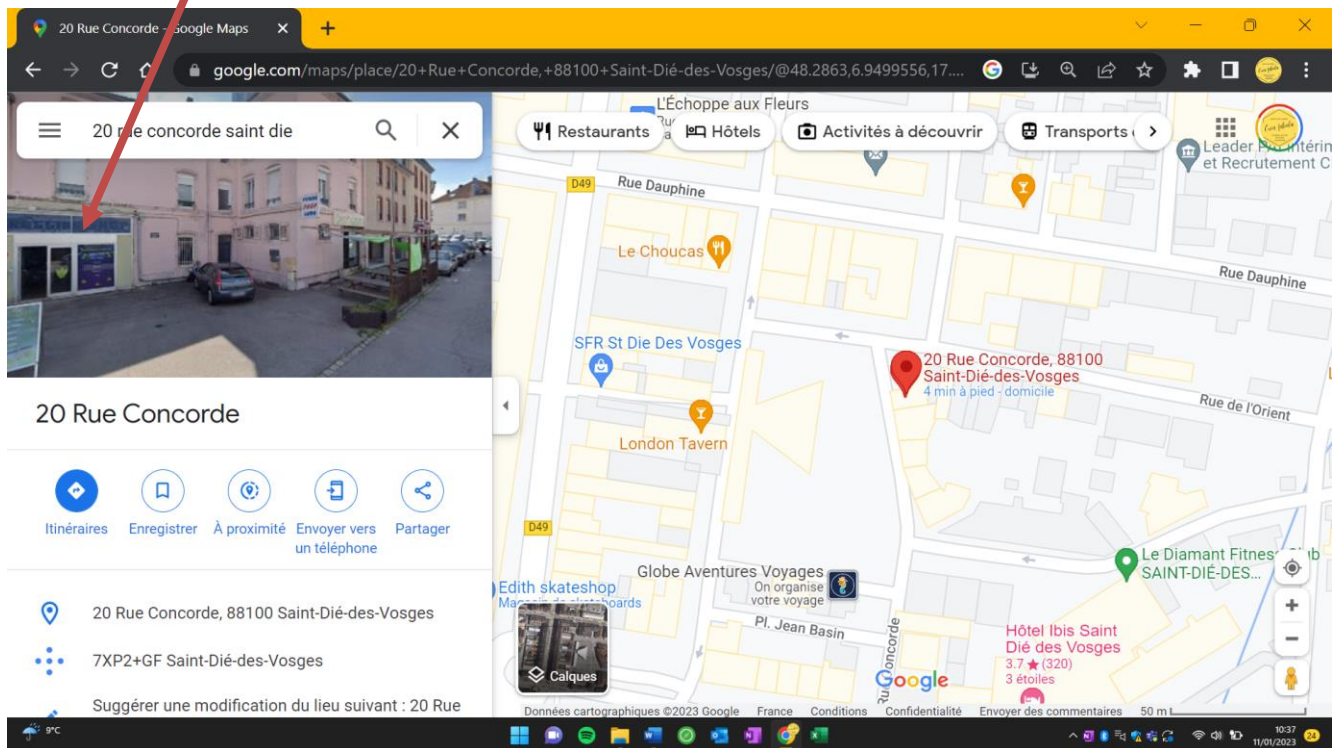 20 Rue Concorde - Google Maps
google.com/maps/place/20+Rue+Concorde,+88100+Saint-Dié-des-Vosges/@48.2863,6.9499556,17....
20 rue concorde saint die
20 Rue Concorde
Itinéraires
Enregistrer
À proximité
Envoyer vers
un téléphone
Partager
20 Rue Concorde, 88100 Saint-Dié-des-Vosges
7XP2+GF Saint-Dié-des-Vosges
Suggérer une modification du lieu suivant : 20 Rue
L'Échoppe aux Fleurs
Restaurants
Hôtels
Activités à découvrir
Transports
Leader
intérim
et Recrutement C
D49
Rue Dauphine
Le Choucas
Rue Dauphine
SFR St Die Des Vosges
20 Rue Concorde, 88100
Saint-Dié-des-Vosges
4 min à pied - domicile
Rue de l'Orient
London Tavern
D49
Le Diamant Fitness Club
SAINT-DIÉ-DES...
Globe Aventures Voyages
On organise
votre voyage
Edith skateshop
Magasin de skateboards
Pl. Jean Basin
Rue Concorde
Hôtel Ibis Saint
Dié des Vosges
3.7 ★ (320)
3 étoiles
Calques
Google
Données cartographiques ©2023 Google France Conditions Confidentialité Envoyer des commentaires 50 m
9°C
10:37
11/01/2023
24